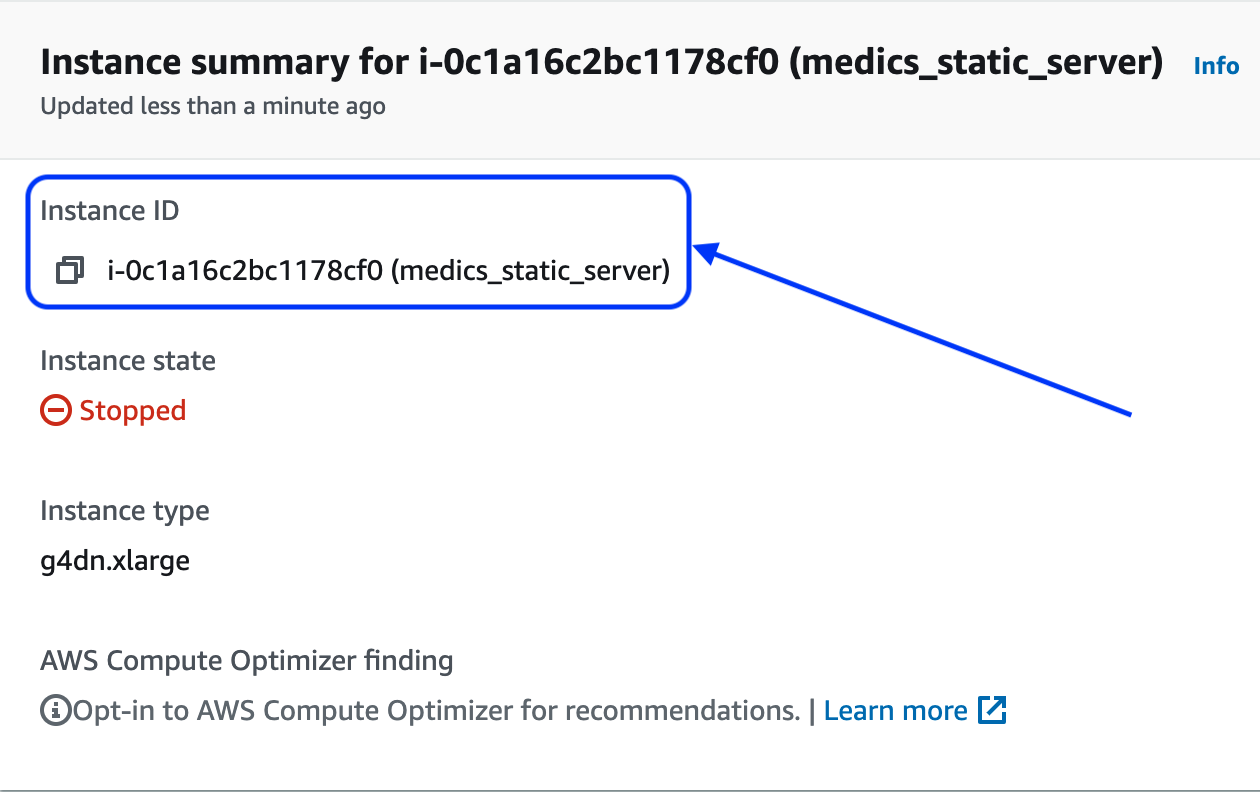 Instance summary for i-0c1a16c2bc1178cf0 (medics_static_server) Info
Updated less than a minute ago
Instance ID
i-0c1a16c2bc1178cf0 (medics_static_server)
Instance state
Stopped
Instance type
g4dn.xlarge
AWS Compute Optimizer finding
Opt-in to AWS Compute Optimizer for recommendations. | Learn more